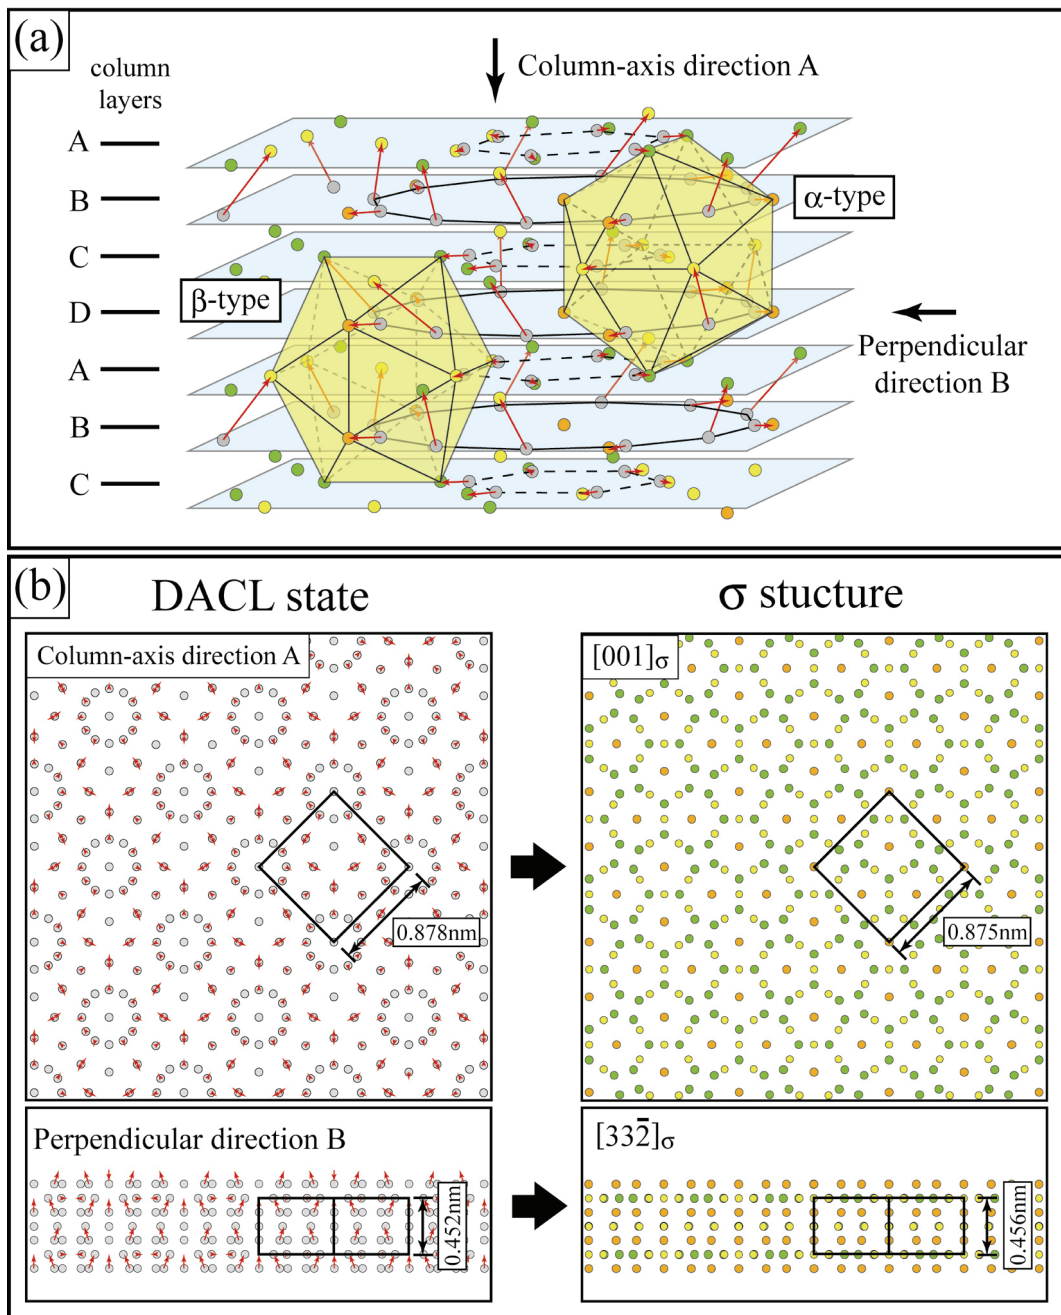 (a)
column
layers
Column-axis direction A
A
B
α-type
C
β-type
D
Perpendicular
direction B
A
B
C
(b)
DACL state
σ stucture
Column-axis direction A
[001]σ
0.878nm
0.875nm
Perpendicular direction B
[332̄]σ
0.452nm
0.456nm